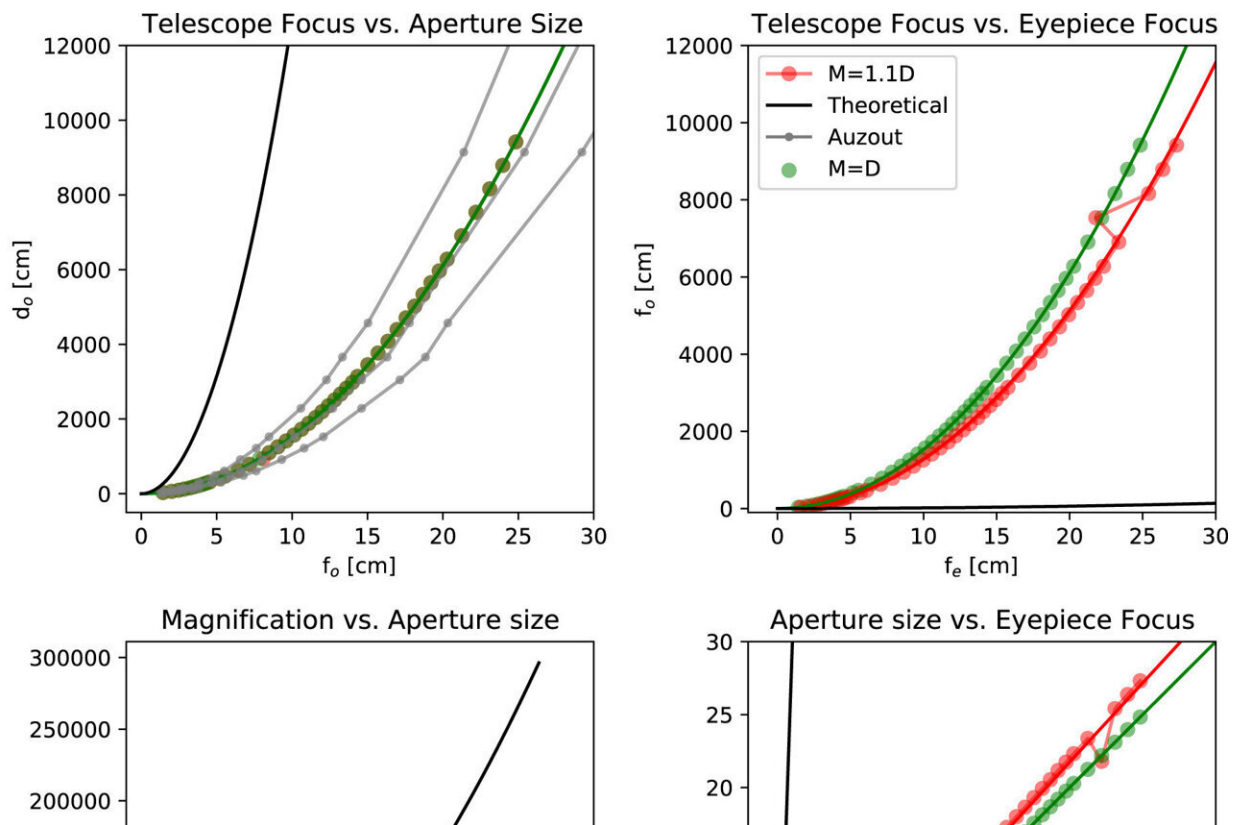 Telescope Focus vs. Aperture Size
12000
10000
8000
6000
4000
2000
0
d_o [cm]
0 5 10 15 20 25 30
f_o [cm]
Telescope Focus vs. Eyepiece Focus
12000
10000
8000
6000
4000
2000
0
f_o [cm]
M=1.1D
Theoretical
Auzout
M=D
0 5 10 15 20 25 30
f_e [cm]
Magnification vs. Aperture size
300000
250000
200000
Aperture size vs. Eyepiece Focus
30
25
20